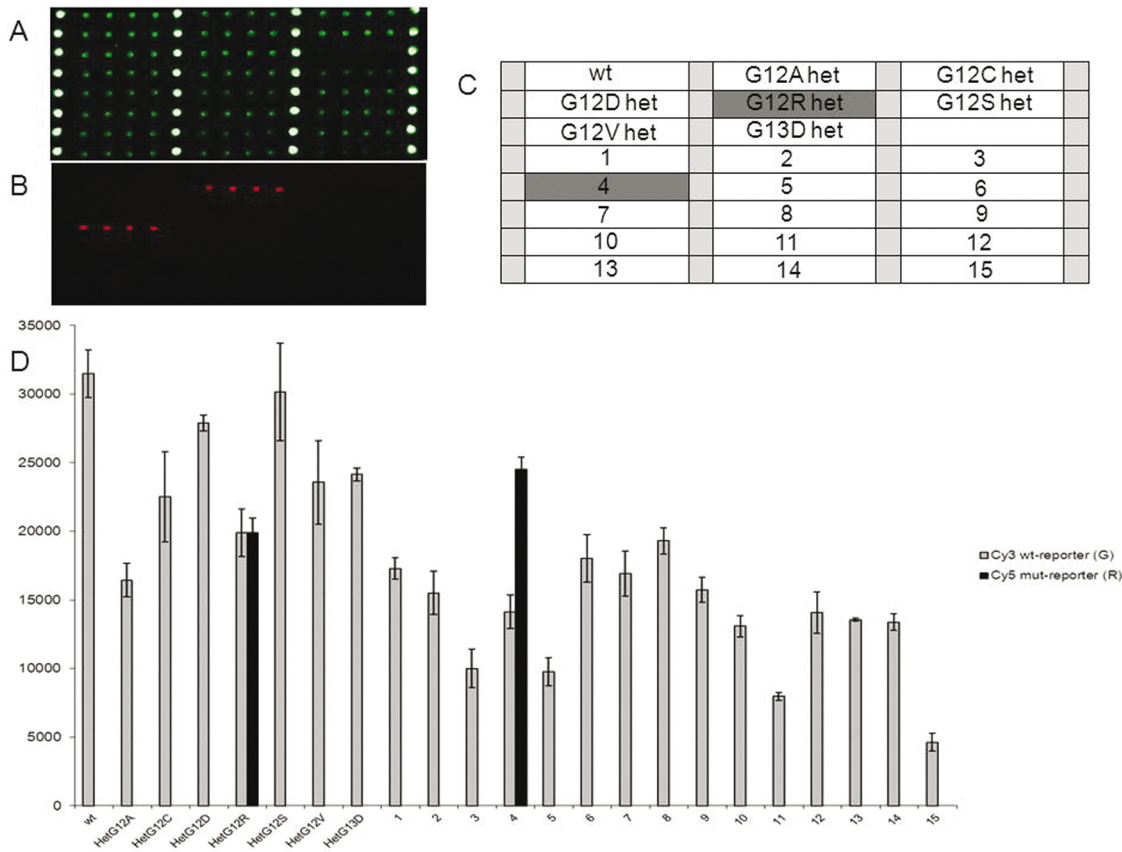 A
B
C
wt G12A het G12C het
G12D het G12R het G12S het
G12V het G13D het
1 2 3
4 5 6
7 8 9
10 11 12
13 14 15
D
35000
30000
25000
20000
15000
10000
5000
0
wt HetG12A HetG12C HetG12D HetG12R HetG12S HetG12V HetG13D 1 2 3 4 5 6 7 8 9 10 11 12 13 14 15
Cy3 wt-reporter (G)
Cy5 mut-reporter (R)